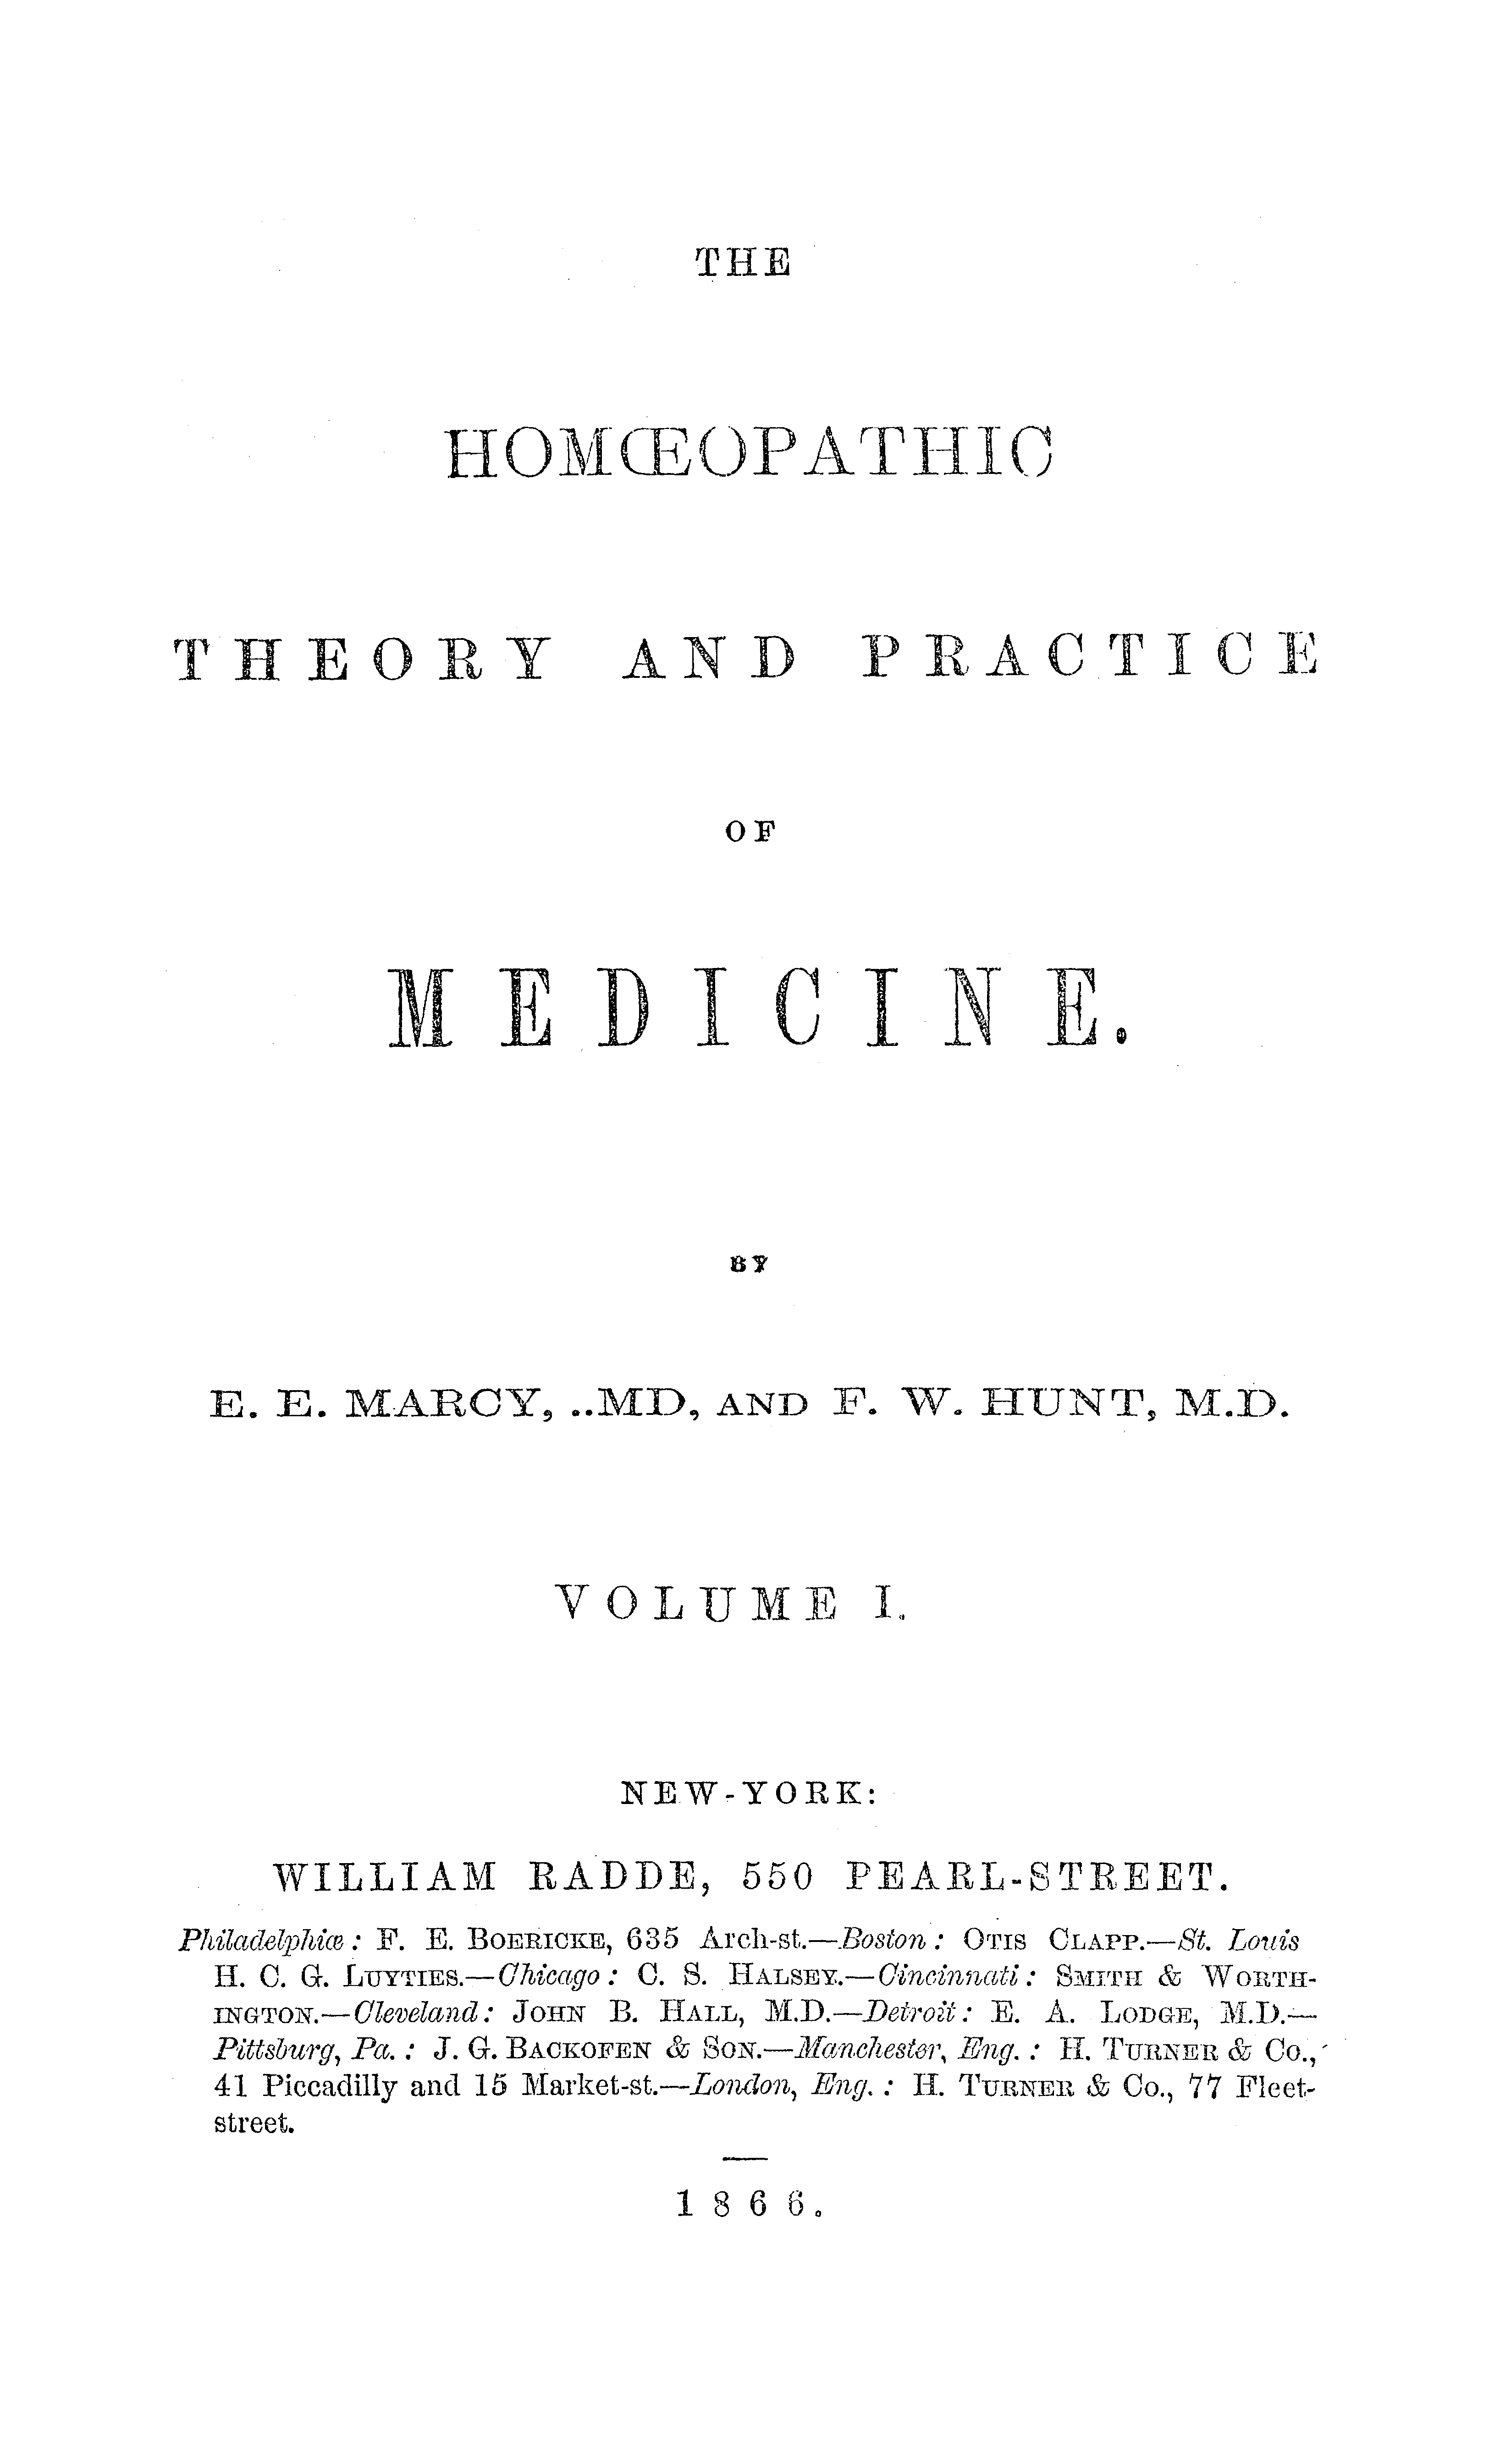 THE
HOMŒOPATHIC
THEORY AND PRACTICE
OF
MEDICINE.
BY
E. E. MARCY, ..MD, AND F. W. HUNT, M.D.
VOLUME I.
NEW-YORK:
WILLIAM RADDE, 550 PEARL-STREET.
Philadelphiæ: F. E. BOERICKE, 635 Arch-st.—Boston: OTIS CLAPP.—St. Louis
H. C. G. LUYTIES.—Chicago: C. S. HALSEY.—Cincinnati: SMITH & WORTH-
INGTON.—Cleveland: JOHN B. HALL, M.D.—Detroit: E. A. LODGE, M.D.—
Pittsburg, Pa.: J. G. BACKOFEN & SON.—Manchester, Eng.: H. TURNER & Co.,
41 Piccadilly and 15 Market-st.—London, Eng.: H. TURNER & Co., 77 Fleet-
street.
1866.